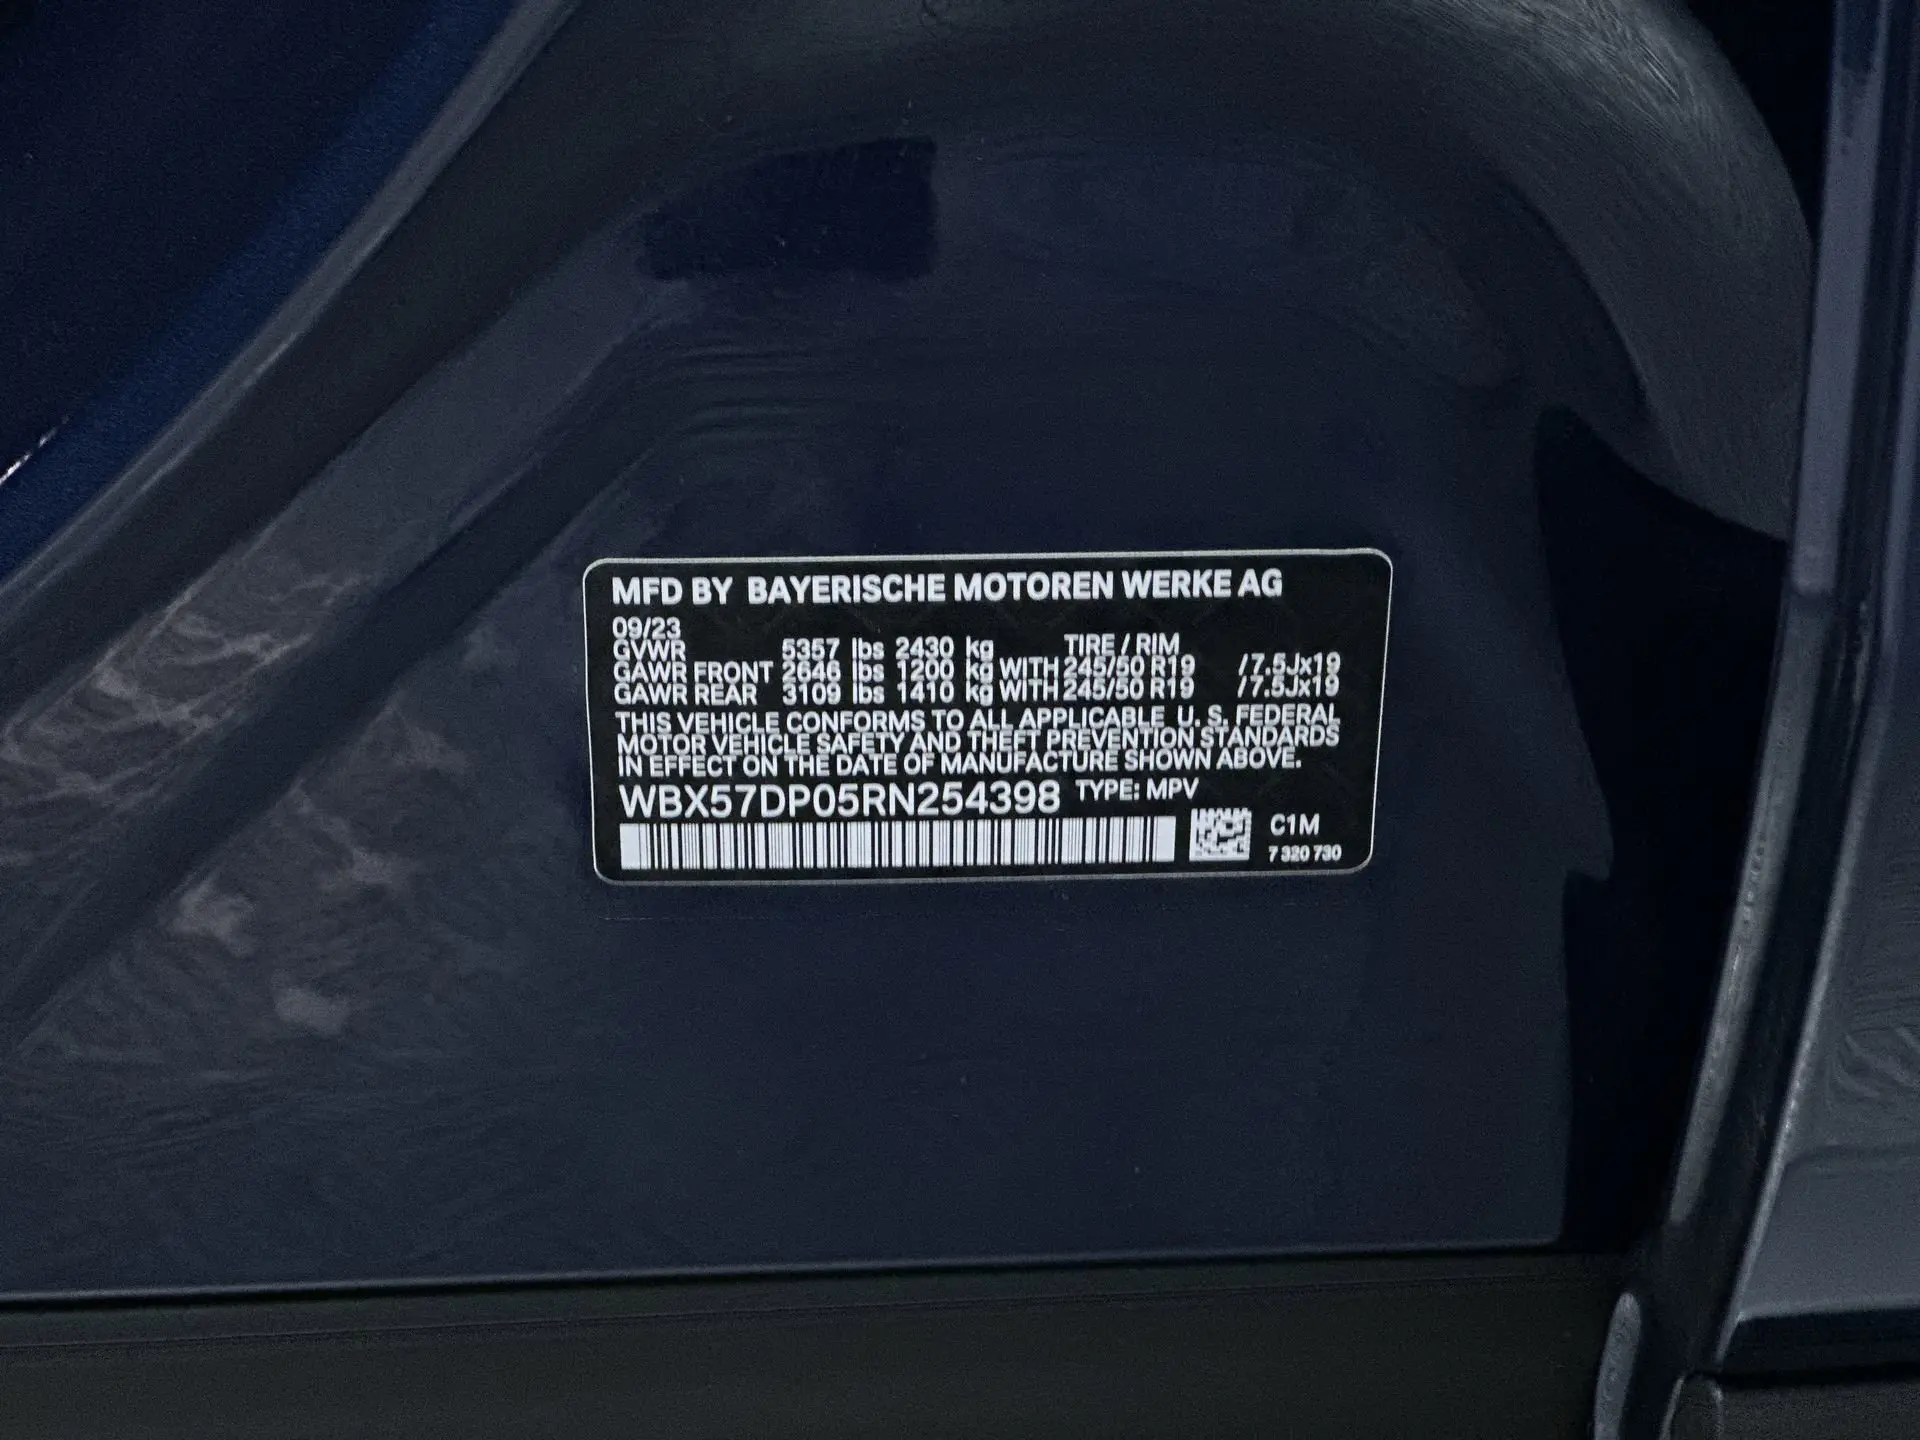 MFD BY BAYERISCHE MOTOREN WERKE AG
09/23
GVWR 5357 lbs 2430 kg TIRE / RIM
GAWR FRONT 2646 lbs 1200 kg WITH 245/50 R19 / 7.5Jx19
GAWR REAR 3109 lbs 1410 kg WITH 245/50 R19 / 7.5Jx19
THIS VEHICLE CONFORMS TO ALL APPLICABLE U. S. FEDERAL
MOTOR VEHICLE SAFETY AND THEFT PREVENTION STANDARDS
IN EFFECT ON THE DATE OF MANUFACTURE SHOWN ABOVE.
WBX57DP05RN254398 TYPE: MPV
C1M
7 320 730